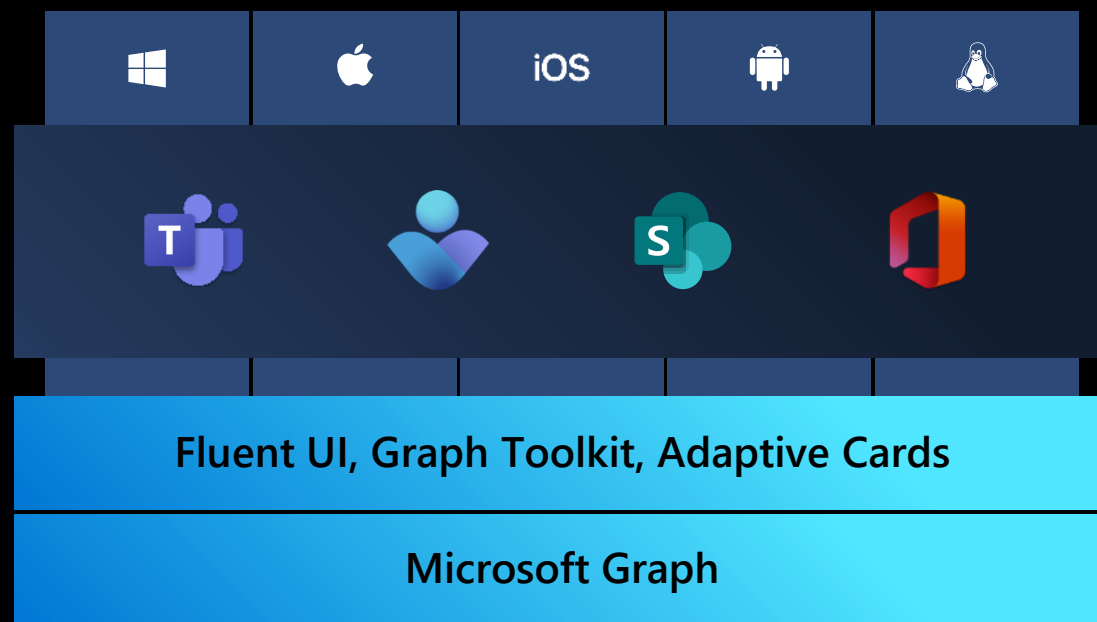 iOS
T
S
Fluent UI, Graph Toolkit, Adaptive Cards
Microsoft Graph